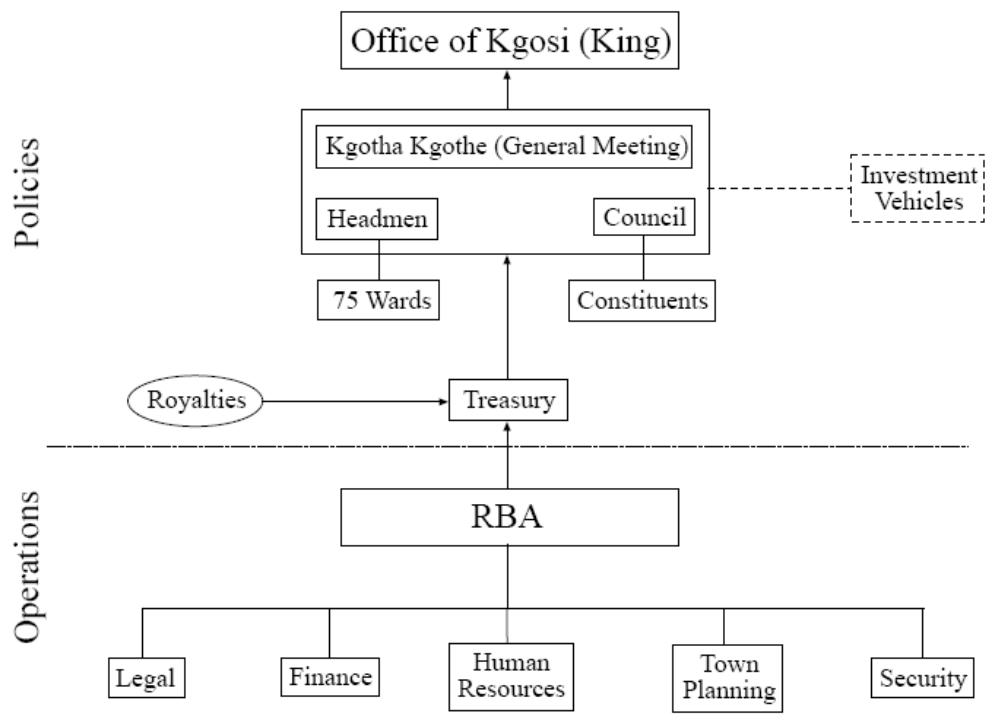 Office of Kgosi (King)
Policies
Kgotha Kgothe (General Meeting)
Investment
Vehicles
Headmen
Council
75 Wards
Constituents
Royalties
Treasury
Operations
RBA
Legal
Finance
Human
Resources
Town
Planning
Security